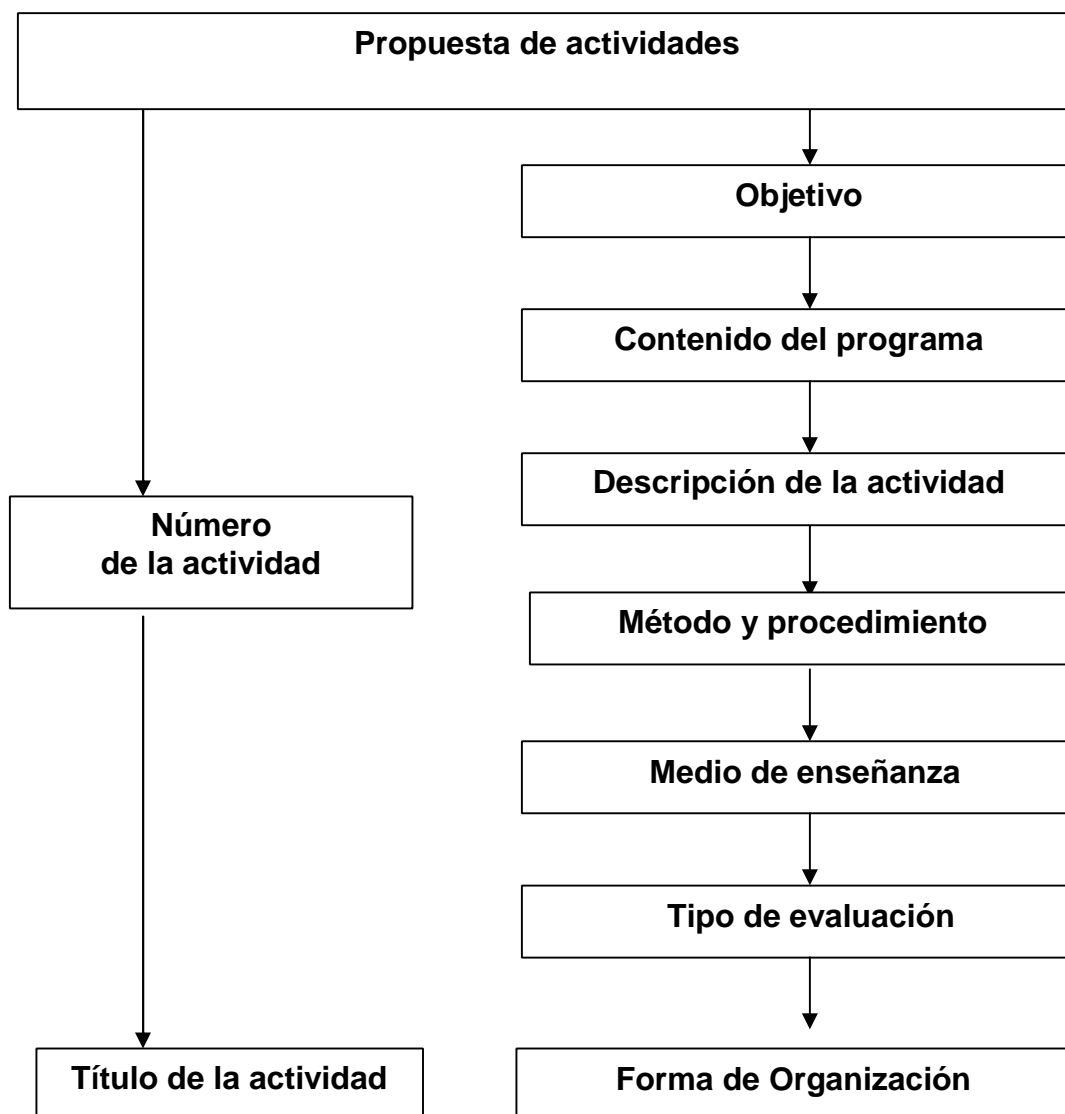 Propuesta de actividades
Objetivo
Contenido del programa
Descripción de la actividad
Número
de la actividad
Método y procedimiento
Medio de enseñanza
Tipo de evaluación
Título de la actividad
Forma de Organización